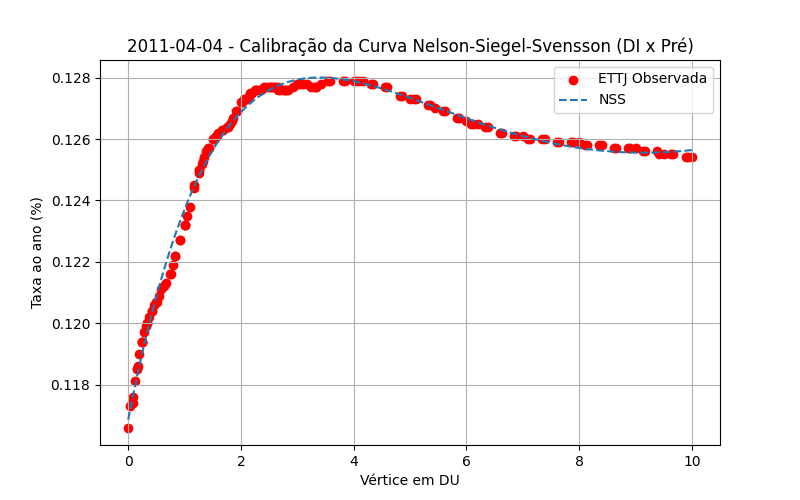 2011-04-04 - Calibração da Curva Nelson-Siegel-Svensson (DI x Pré)
ETTJ Observada
NSS
Taxa ao ano (%)
0.128
0.126
0.124
0.122
0.120
0.118
0
2
4
6
8
10
Vértice em DU